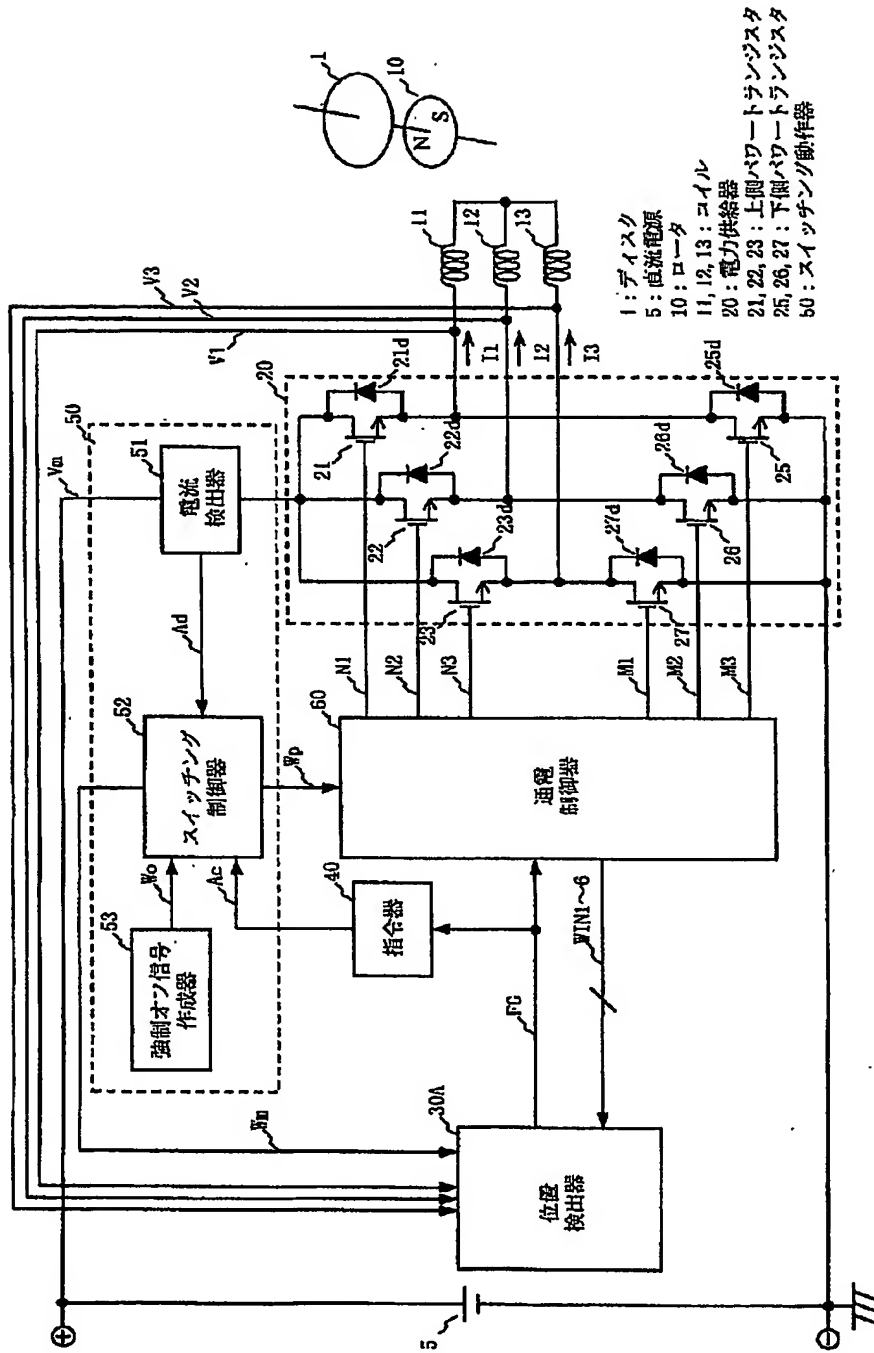 Vm
50
51
電流
検出器
V3
V2
V1
Ad
52
スイッチング
制御器
53
強制オン信号
作成器
Wo
Ac
Wm
Wp
40
指令器
FG
30A
位置
検出器
WIN1~6
60
通電
制御器
N1
N2
N3
M1
M2
M3
20
21
21d
22
22d
23
23d
25
25d
26
26d
27
27d
I1
I2
I3
11
12
13
1
10
N
S
5
⊕
⊖
1:ディスク
5:直流電源
10:ロータ
11,12,13:コイル
20:電力供給器
21,22,23:上側パワートランジスタ
25,26,27:下側パワートランジスタ
50:スイッチング動作器